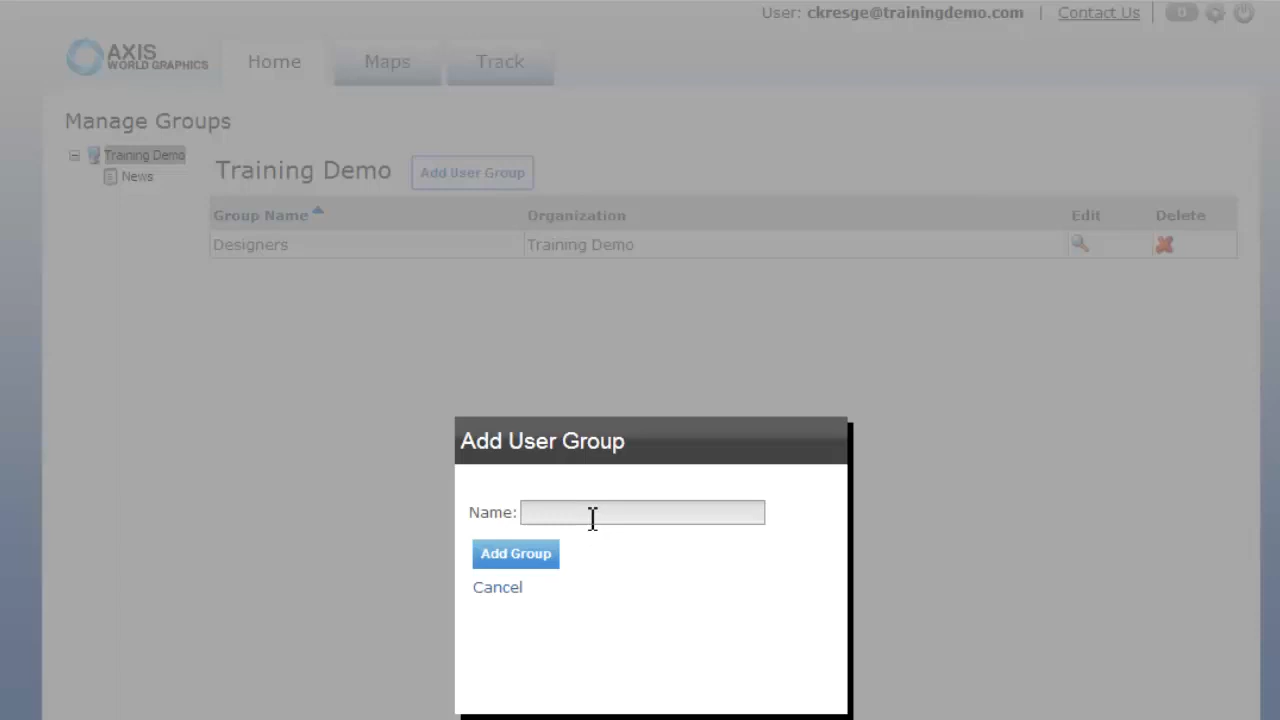 User: ckresge@trainingdemo.com | Contact Us 0
AXIS
WORLD GRAPHICS
Home Maps Track
Manage Groups
Training Demo
News
Training Demo Add User Group
Group Name Organization Edit Delete
Designers Training Demo
Add User Group
Name:
Add Group
Cancel